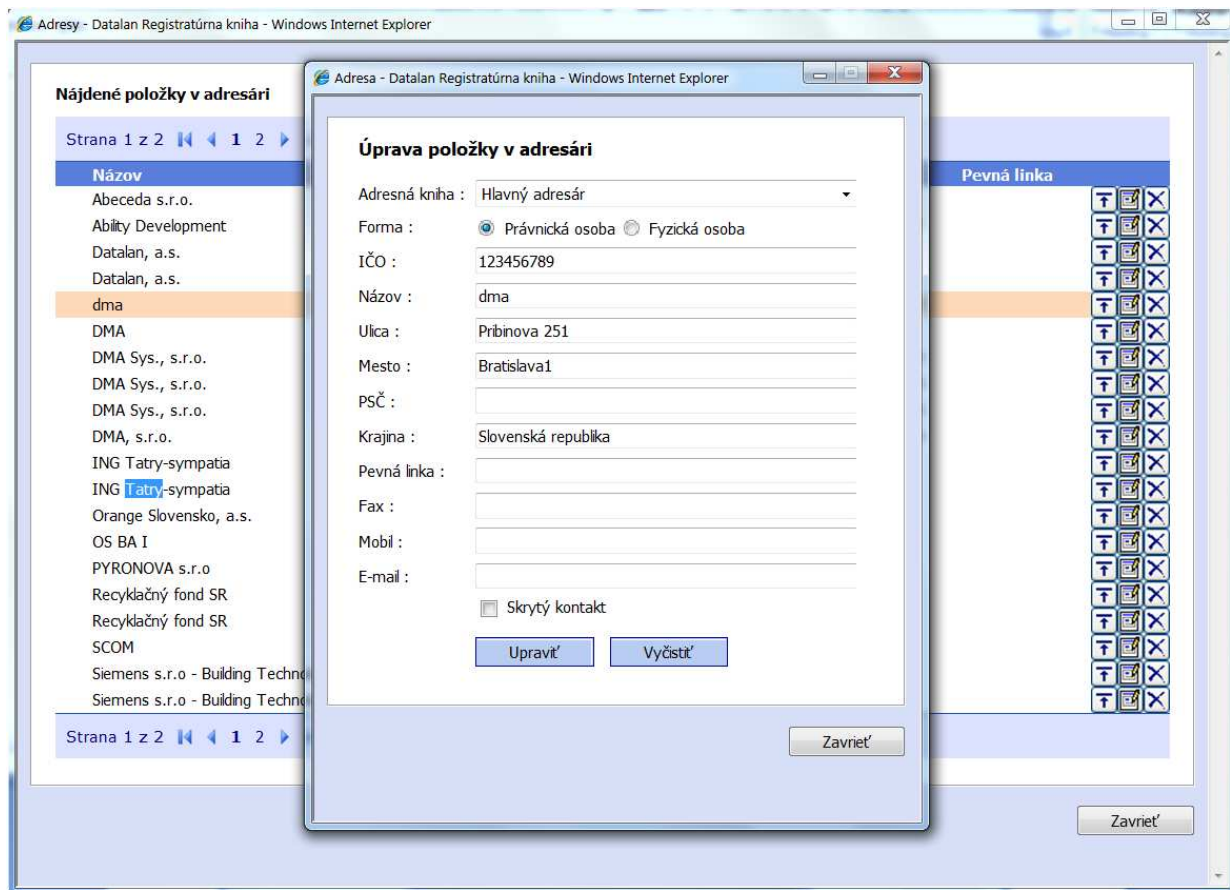 Adresy - Datalan Registratúrna kniha - Windows Internet Explorer
Nájdené položky v adresári
Strana 1 z 2 1 2
Názov
Pevná linka
Abeceda s.r.o.
Ability Development
Datalan, a.s.
Datalan, a.s.
dma
DMA
DMA Sys., s.r.o.
DMA Sys., s.r.o.
DMA Sys., s.r.o.
DMA, s.r.o.
ING Tatry-sympatia
ING Tatry-sympatia
Orange Slovensko, a.s.
OS BA I
PYRONOVA s.r.o
Recyklačný fond SR
Recyklačný fond SR
SCOM
Siemens s.r.o - Building Techno
Siemens s.r.o - Building Techno
Strana 1 z 2 1 2
Zavrieť
Adresa - Datalan Registratúrna kniha - Windows Internet Explorer
Úprava položky v adresári
Adresná kniha : Hlavný adresár
Forma : Právnická osoba Fyzická osoba
IČO : 123456789
Názov : dma
Ulica : Pribinova 251
Mesto : Bratislava1
PSČ :
Krajina : Slovenská republika
Pevná linka :
Fax :
Mobil :
E-mail :
Skrytý kontakt
Upraviť Vyčistiť
Zavrieť